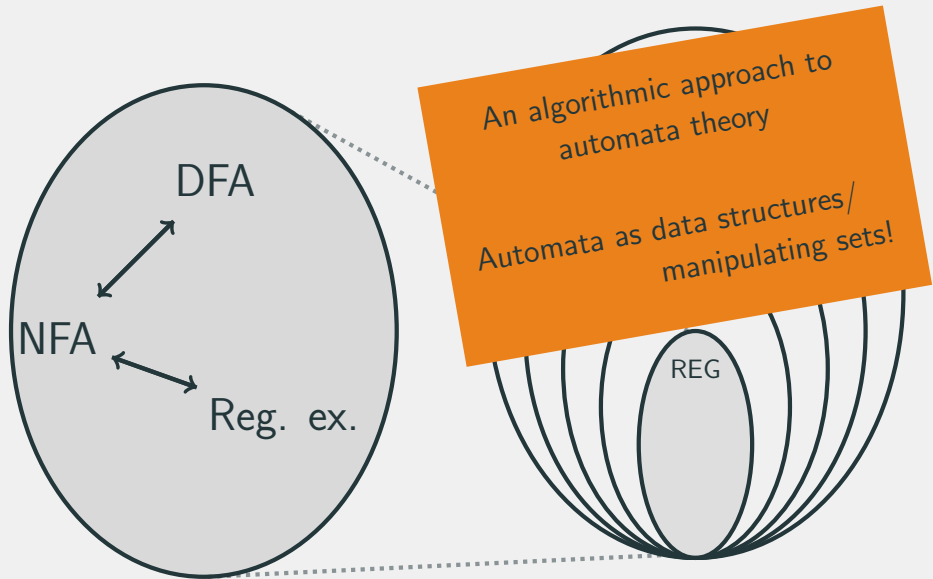 DFA
NFA
Reg. ex.
An algorithmic approach to
automata theory
Automata as data structures/
manipulating sets!
REG